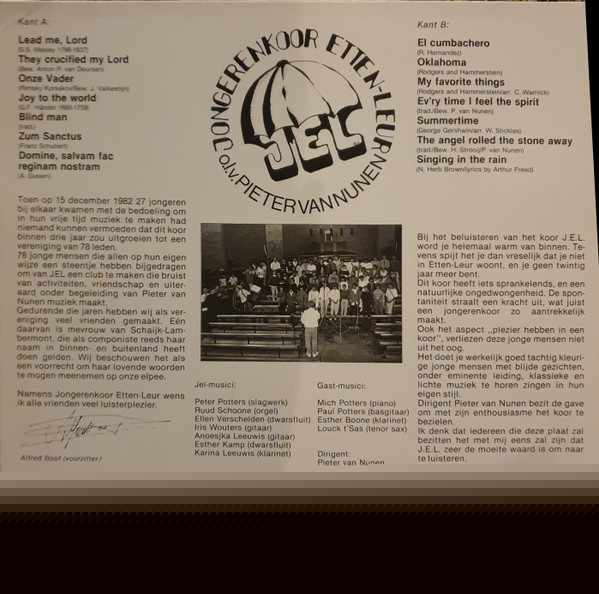 Kant A:
Lead me, Lord
(S.S. Wesley 1766-1837)
They crucified my Lord
(Bew. Anton P. van Deursen)
Onze Vader
(Rimsky Korsakov/Bew. J. Valkestijn)
Joy to the world
(G.F. Händel 1685-1759)
Blind man
(trad.)
Zum Sanctus
(Franz Schubert)
Domine, salvam fac
reginam nostram
(A. Giesen)
Toen op 15 december 1982 27 jongeren
bij elkaar kwamen met de bedoeling om
in hun vrije tijd muziek te maken had
niemand kunnen vermoeden dat dit koor
binnen drie jaar zou uitgroeien tot een
vereniging van 78 leden.
78 jonge mensen die allen op hun eigen
wijze een steentje hebben bijgedragen
om van JEL een club te maken die bruist
van activiteiten, vriendschap en uiter-
aard onder begeleiding van Pieter van
Nunen muziek maakt.
Gedurende die jaren hebben wij als ver-
eniging veel vrienden gemaakt. Eén
daarvan is mevrouw van Schaijk-Lam-
bermont, die als componiste reeds haar
naam in binnen- en buitenland heeft
doen gelden. Wij beschouwen het als
een voorrecht om haar lovende woorden
te mogen meenemen op onze elpee.
Namens Jongerenkoor Etten-Leur wens
ik alle vrienden veel luisterplezier.
Alfred Boot (voorzitter)
JONGERENKOOR ETTEN-LEUR
JEL
o.l.v. PIETER VAN NUNEN
Jel-musici:
Peter Potters (slagwerk)
Ruud Schoone (orgel)
Ellen Verschelden (dwarsfluit)
Iris Wouters (gitaar)
Anoesjka Leeuwis (gitaar)
Esther Kamp (dwarsfluit)
Karina Leeuwis (klarinet)
Gast-musici:
Mich Potters (piano)
Paul Potters (basgitaar)
Esther Boone (klarinet)
Louck t'Sas (tenor sax)
Dirigent:
Pieter van Nunen
Kant B:
El cumbachero
(R. Hernandez)
Oklahoma
(Rodgers and Hammerstein)
My favorite things
(Rodgers and Hammerstein/arr. C. Warnick)
Ev'ry time I feel the spirit
(trad./Bew. P. van Nunen)
Summertime
(George Gershwin/arr. W. Stickles)
The angel rolled the stone away
(trad./Bew. H. Strooij/P. van Nunen)
Singing in the rain
(N. Herb Brown/lyrics by Arthur Freed)
Bij het beluisteren van het koor J.E.L.
word je helemaal warm van binnen. Te-
vens spijt het je dan vreselijk dat je niet
in Etten-Leur woont, en je geen twintig
jaar meer bent.
Dit koor heeft iets sprankelends, en een
natuurlijke ongedwongenheid. De spon-
taniteit straalt een kracht uit, wat juist
een jongerenkoor zo aantrekkelijk
maakt.
Ook het aspect „plezier hebben in een
koor”, verliezen deze jonge mensen niet
uit het oog.
Het doet je werkelijk goed tachtig kleuri-
ge jonge mensen met blijde gezichten,
onder eminente leiding, klassieke en
lichte muziek te horen zingen in hun
eigen stijl.
Dirigent Pieter van Nunen bezit de gave
om met zijn enthousiasme het koor te
bezielen.
Ik denk dat iedereen die deze plaat zal
bezitten het met mij eens zal zijn dat
J.E.L. zeer de moeite waard is om naar
te luisteren.